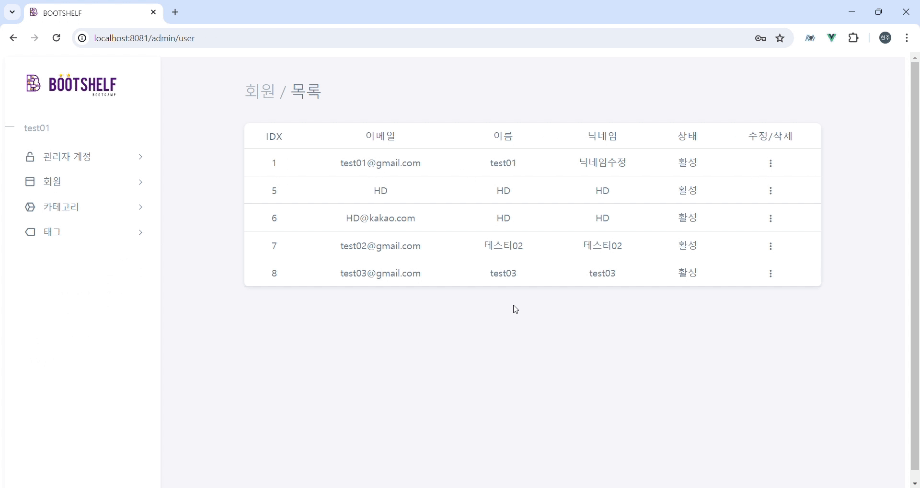 BOOTSHELF
localhost:8081/admin/user
BOOTSHELF
BOOTCAMP
test01
관리자 계정
회원
카테고리
태그
회원 / 목록
IDX 이메일 이름 닉네임 상태 수정/삭제
1 test01@gmail.com test01 닉네임수정 활성
5 HD HD HD 활성
6 HD@kakao.com HD HD 활성
7 test02@gmail.com 테스터02 테스터02 활성
8 test03@gmail.com test03 test03 활성